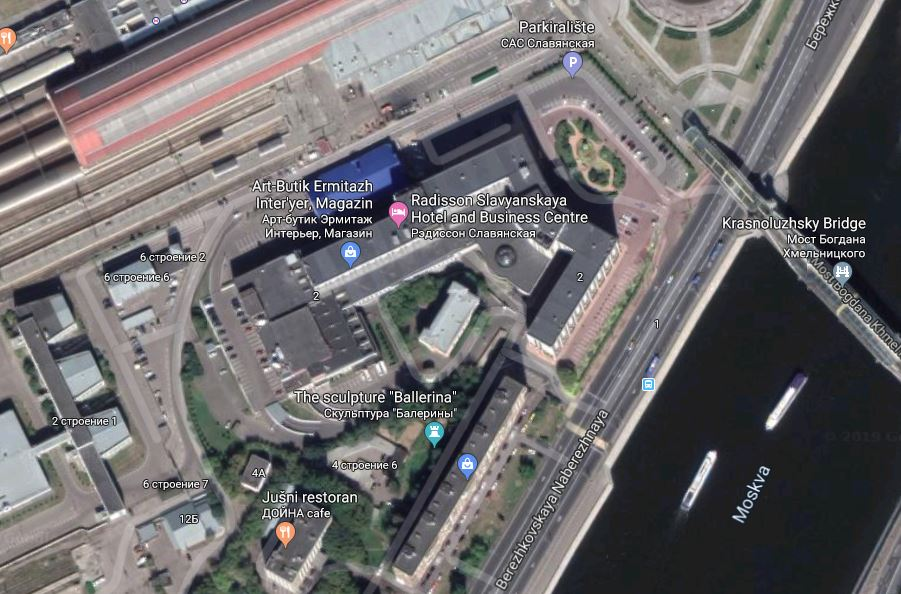 Parkiralište
САС Славянская
Бережко
Art-Butik Ermitazh
Inter'yer, Magazin
Арт-бутик Эрмитаж
Интерьер, Магазин
Radisson Slavyanskaya
Hotel and Business Centre
Рэдиссон Славянская
Krasnoluzhsky Bridge
Мост Богдана
Хмельницкого
Most Bogdana Khmel
6 строение 2
6 строение 6
2
2
1
P
The sculpture "Ballerina"
Скульптура "Балерины"
2 строение 1
4А
4 строение 6
6 строение 7
12Б
Jušni restoran
ДОЙНА cafe
Berezhkovskaya Naberezhnaya
Moskva